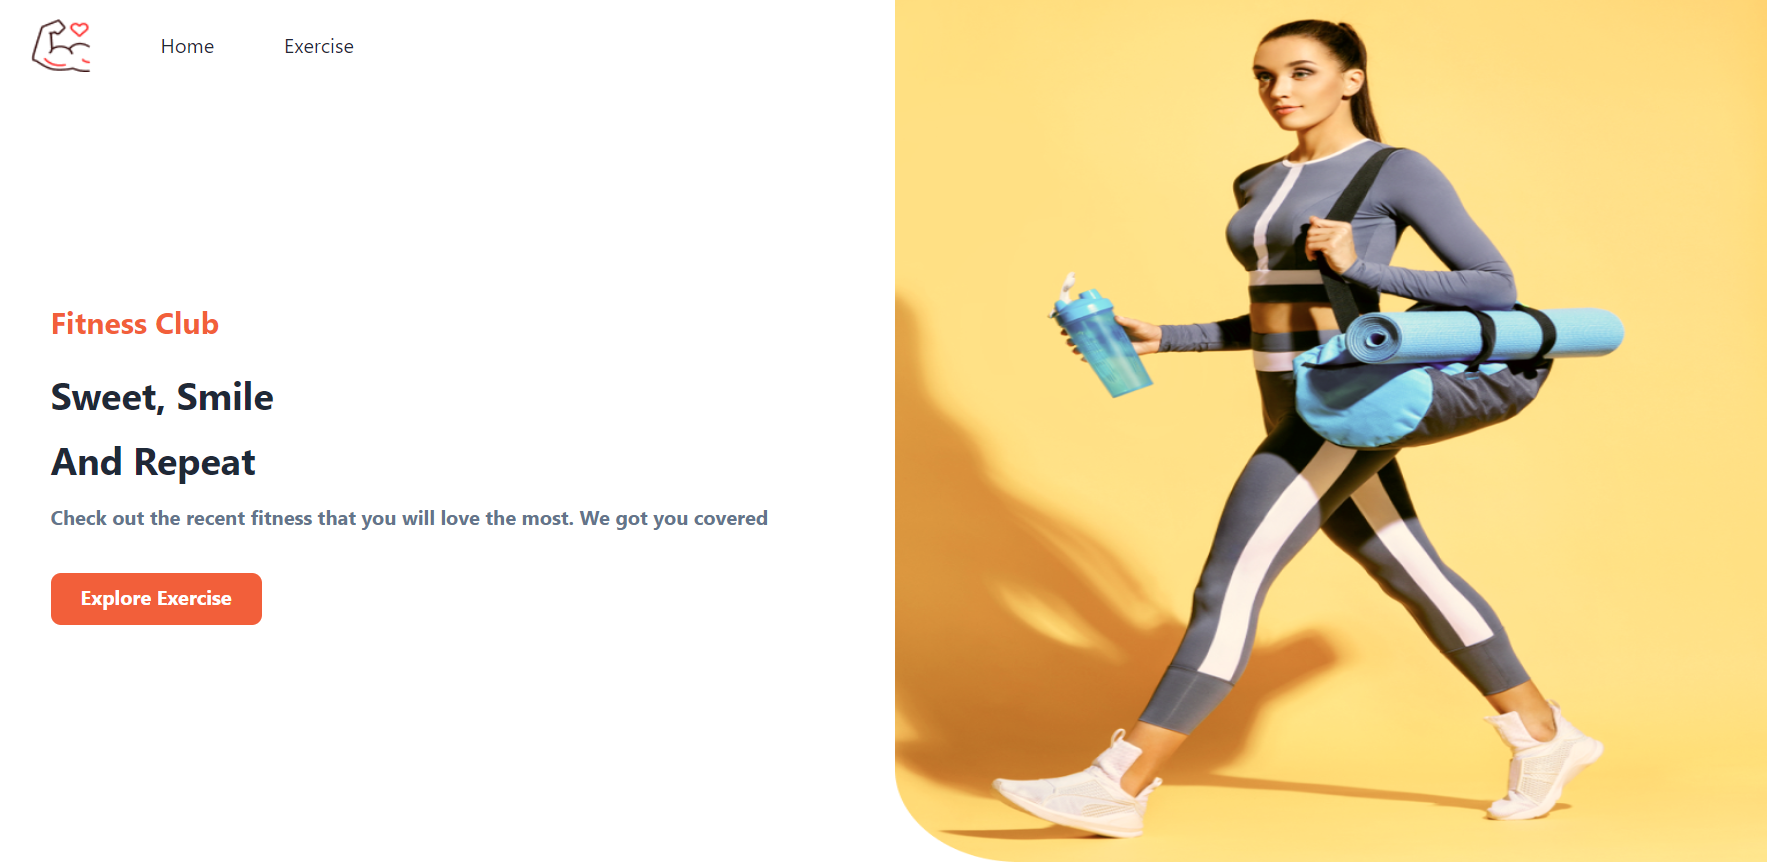 Home
Exercise
Fitness Club
Sweet, Smile
And Repeat
Check out the recent fitness that you will love the most. We got you covered
Explore Exercise